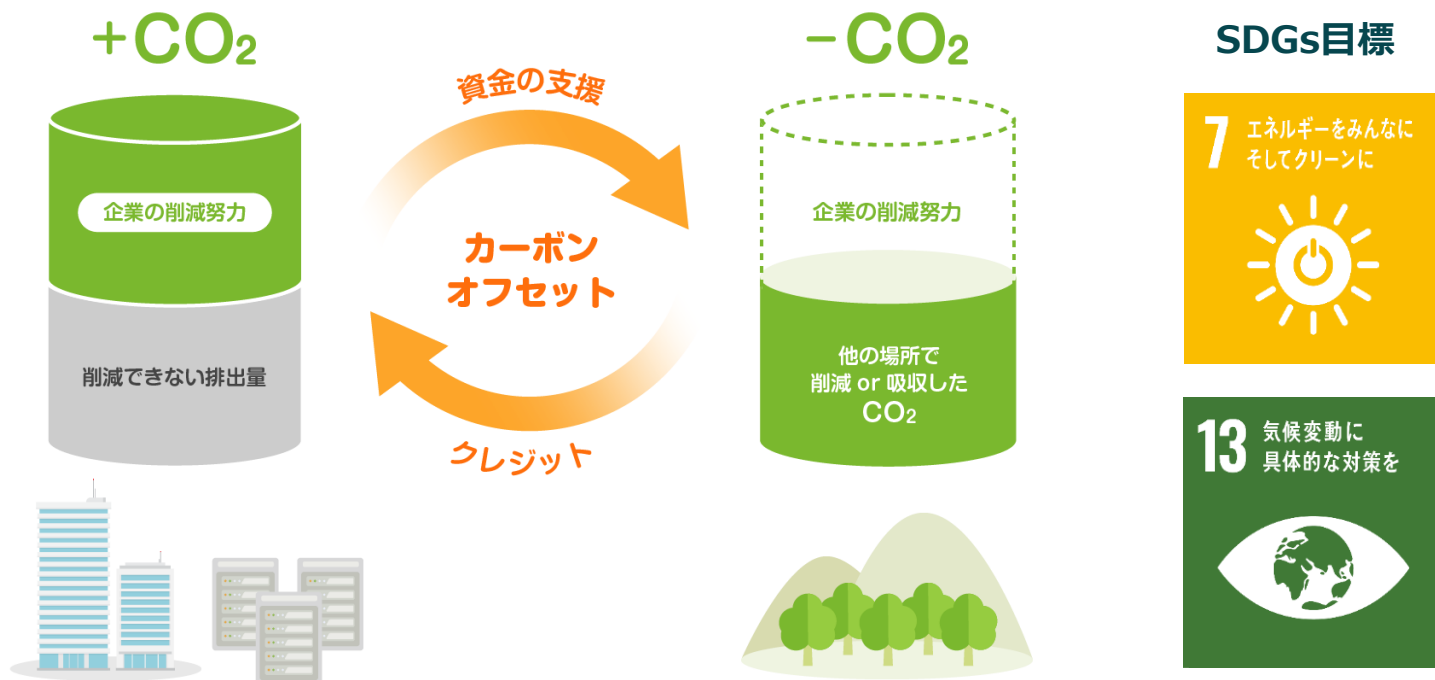 +CO2
企業の削減努力
削減できない排出量
資金の支援
カーボン
オフセット
クレジット
-CO2
企業の削減努力
他の場所で
削減 or 吸収した
CO2
SDGs目標
7 エネルギーをみんなに
そしてクリーンに
13 気候変動に
具体的な対策を